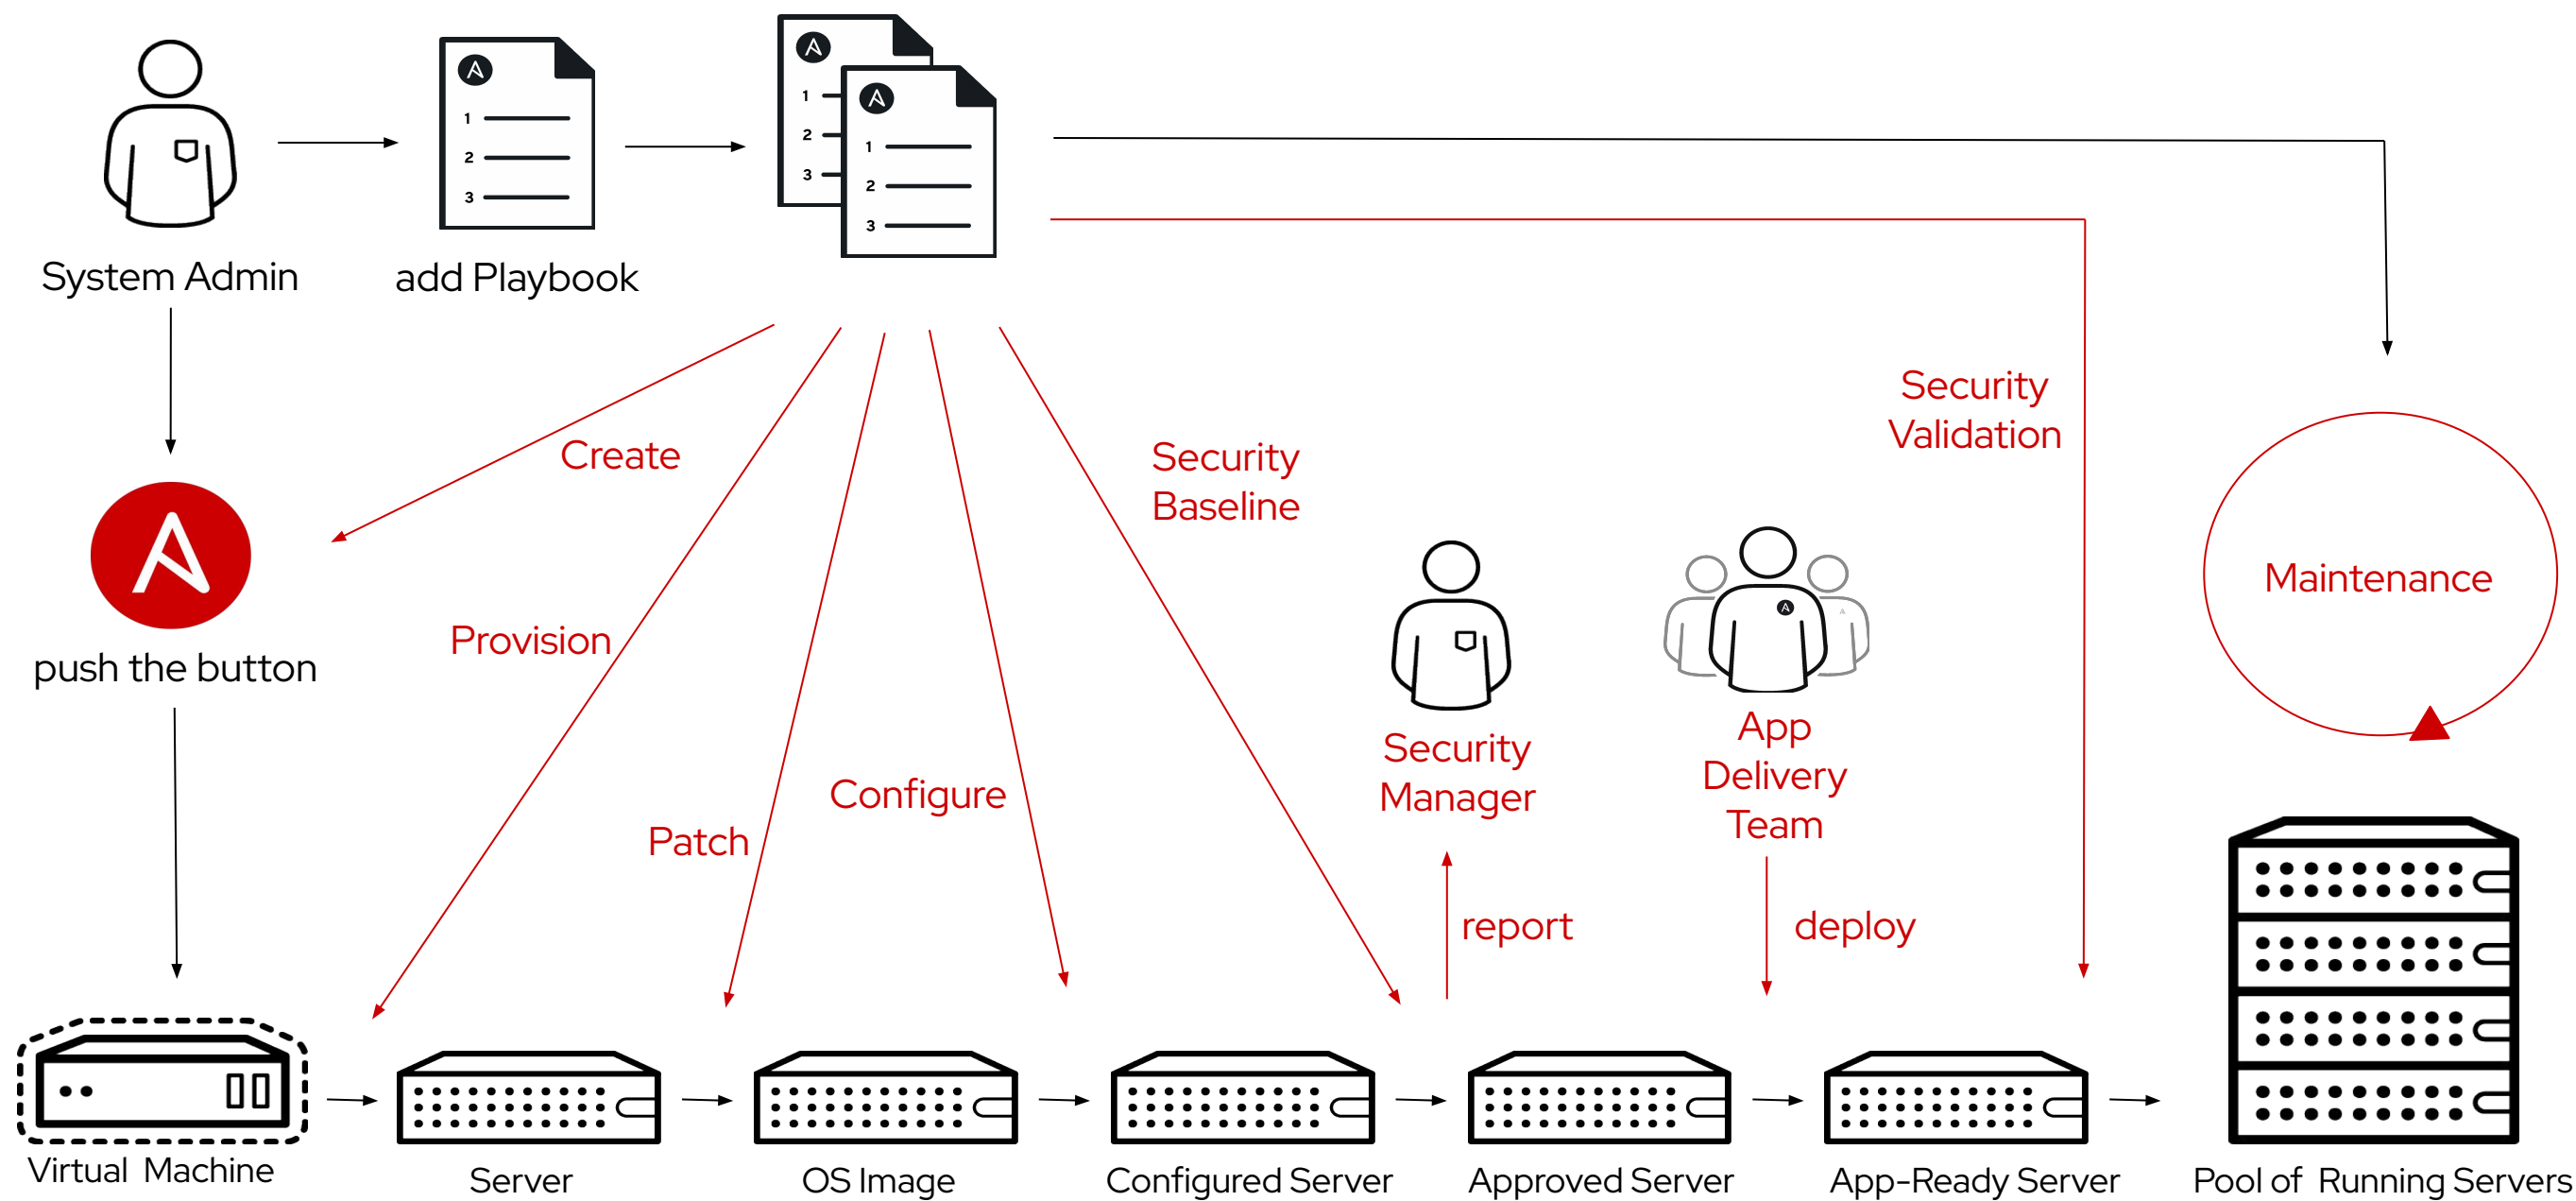 1
2
3
1
2
3
1
2
3
System Admin
add Playbook
Create
Security
Baseline
Security
Validation
Maintenance
push the button
Provision
Patch
Configure
Security
Manager
App
Delivery
Team
report
deploy
Virtual Machine
Server
OS Image
Configured Server
Approved Server
App-Ready Server
Pool of Running Servers